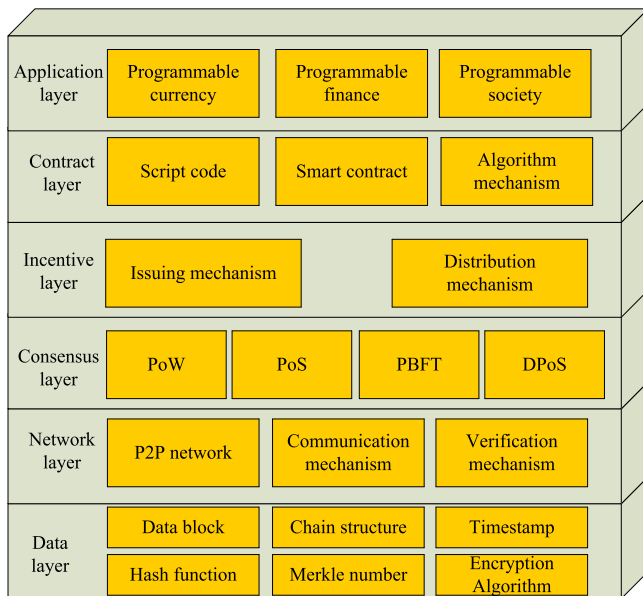 Application
layer
Programmable
currency
Programmable
finance
Programmable
society
Contract
layer
Script code
Smart contract
Algorithm
mechanism
Incentive
layer
Issuing mechanism
Distribution
mechanism
Consensus
layer
PoW
PoS
PBFT
DPoS
Network
layer
P2P network
Communication
mechanism
Verification
mechanism
Data
layer
Data block
Chain structure
Timestamp
Hash function
Merkle number
Encryption
Algorithm